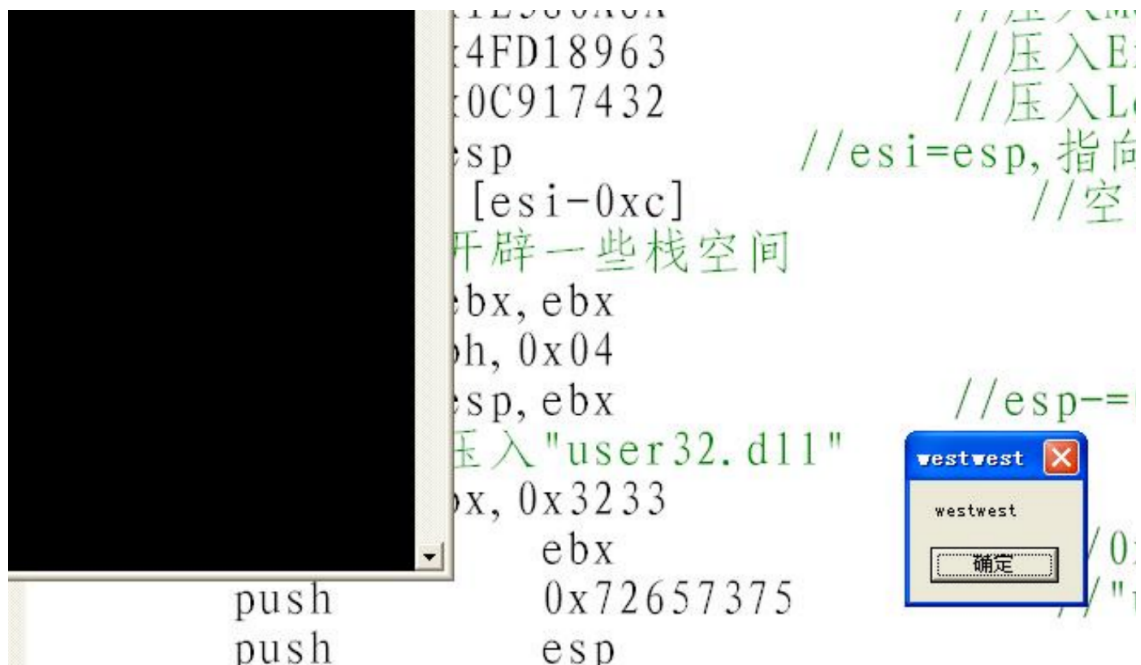 4FD18963 //压入E
0C917432 //压入L
sp //esi=esp,指向
[esi-0xc] //空
开辟一些栈空间
bx,ebx
h,0x04
sp,ebx //esp-=
压入"user32.dll"
westwest
x,0x3233
westwest
ebx /0
确定
push 0x72657375 //"
push esp